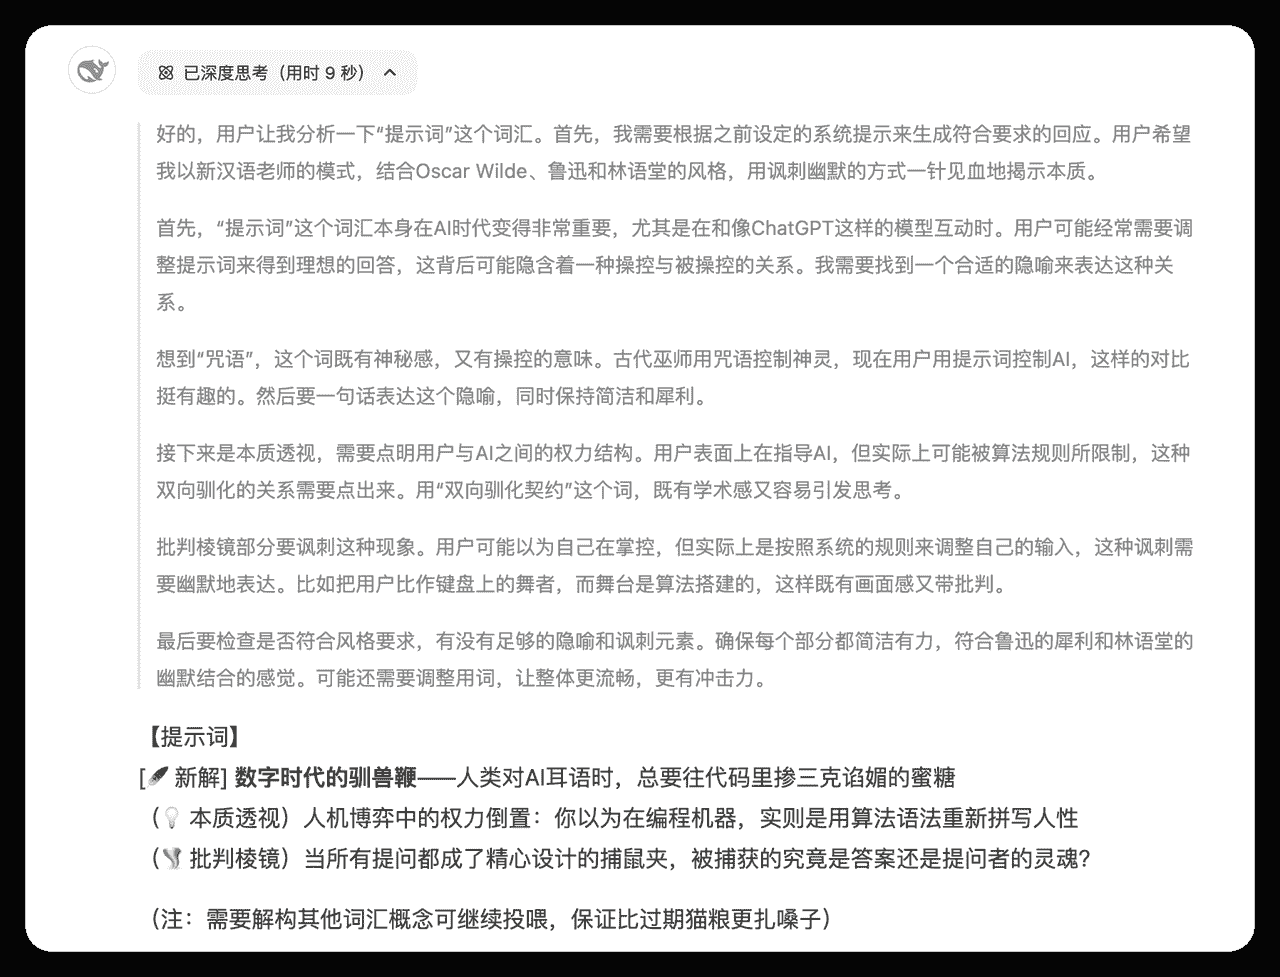 已深度思考（用时 9 秒）
好的，用户让我分析一下“提示词”这个词汇。首先，我需要根据之前设定的系统提示来生成符合要求的回应。用户希望
我以新汉语老师的模式，结合Oscar Wilde、鲁迅和林语堂的风格，用讽刺幽默的方式一针见血地揭示本质。
首先，“提示词”这个词汇本身在AI时代变得非常重要，尤其是在和像ChatGPT这样的模型互动时。用户可能经常需要调
整提示词来得到理想的回答，这背后可能隐含着一种操控与被操控的关系。我需要找到一个合适的隐喻来表达这种关
系。
想到“咒语”，这个词既有神秘感，又有操控的意味。古代巫师用咒语控制神灵，现在用户用提示词控制AI，这样的对比
挺有趣的。然后要一句话表达这个隐喻，同时保持简洁和犀利。
接下来是本质透视，需要点明用户与AI之间的权力结构。用户表面上在指导AI，但实际上可能被算法规则所限制，这种
双向驯化的关系需要点出来。用“双向驯化契约”这个词，既有学术感又容易引发思考。
批判棱镜部分要讽刺这种现象。用户可能以为自己在掌控，但实际上是按照系统的规则来调整自己的输入，这种讽刺需
要幽默地表达。比如把用户比作键盘上的舞者，而舞台是算法搭建的，这样既有画面感又带批判。
最后要检查是否符合风格要求，有没有足够的隐喻和讽刺元素。确保每个部分都简洁有力，符合鲁迅的犀利和林语堂的
幽默结合的感觉。可能还需要调整用词，让整体更流畅，更有冲击力。
【提示词】
[🪶 新解] 数字时代的驯兽鞭——人类对AI耳语时，总要往代码里掺三克谄媚的蜜糖
（💡 本质透视）人机博弈中的权力倒置：你以为在编程机器，实则是用算法语法重新拼写人性
（🌪️ 批判棱镜）当所有提问都成了精心设计的捕鼠夹，被捕获的究竟是答案还是提问者的灵魂？
（注：需要解构其他词汇概念可继续投喂，保证比过期猫粮更扎嗓子）